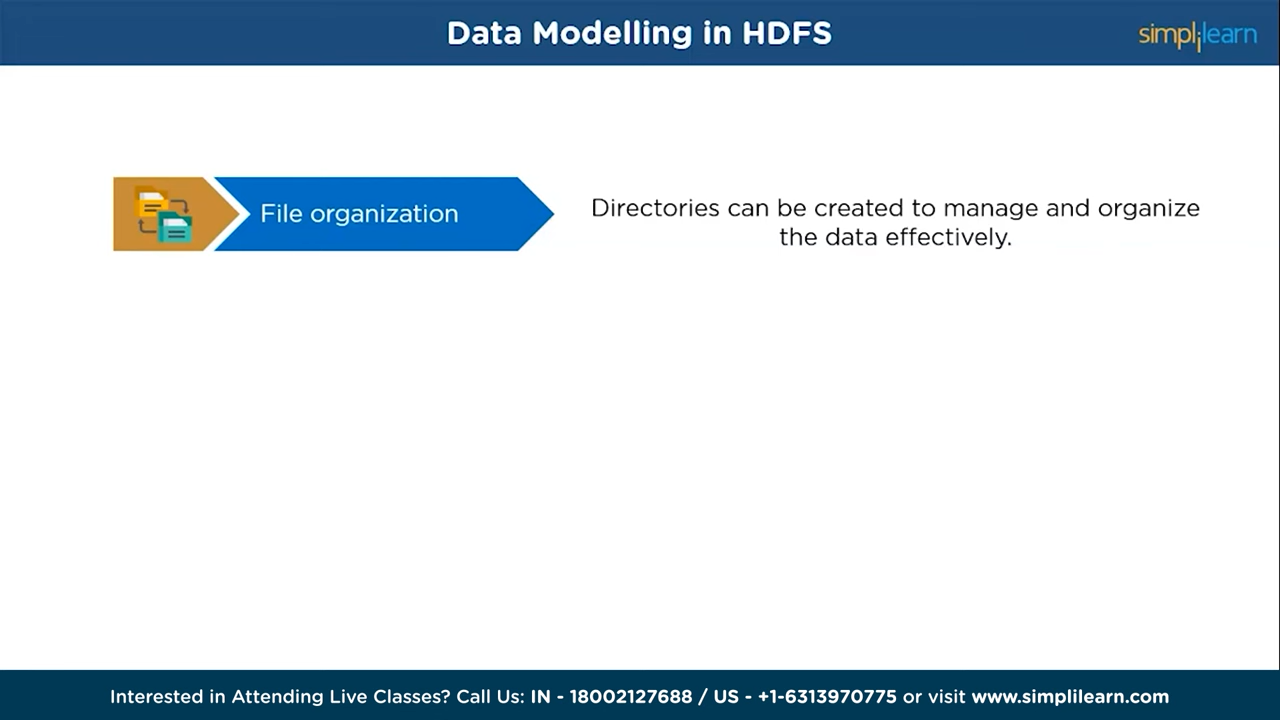 Data Modelling in HDFS
simplilearn
File organization
Directories can be created to manage and organize
the data effectively.
Interested in Attending Live Classes? Call Us: IN - 18002127688 / US - +1-6313970775 or visit www.simplilearn.com